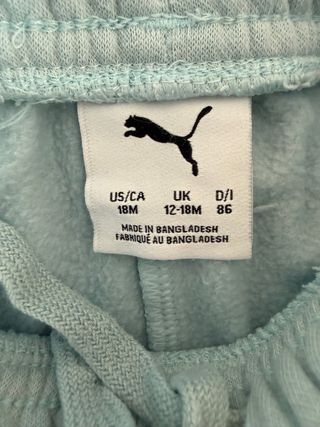 US/CA UK D/I
18M 12-18M 86
MADE IN BANGLADESH
FABRIQUÉ AU BANGLADESH